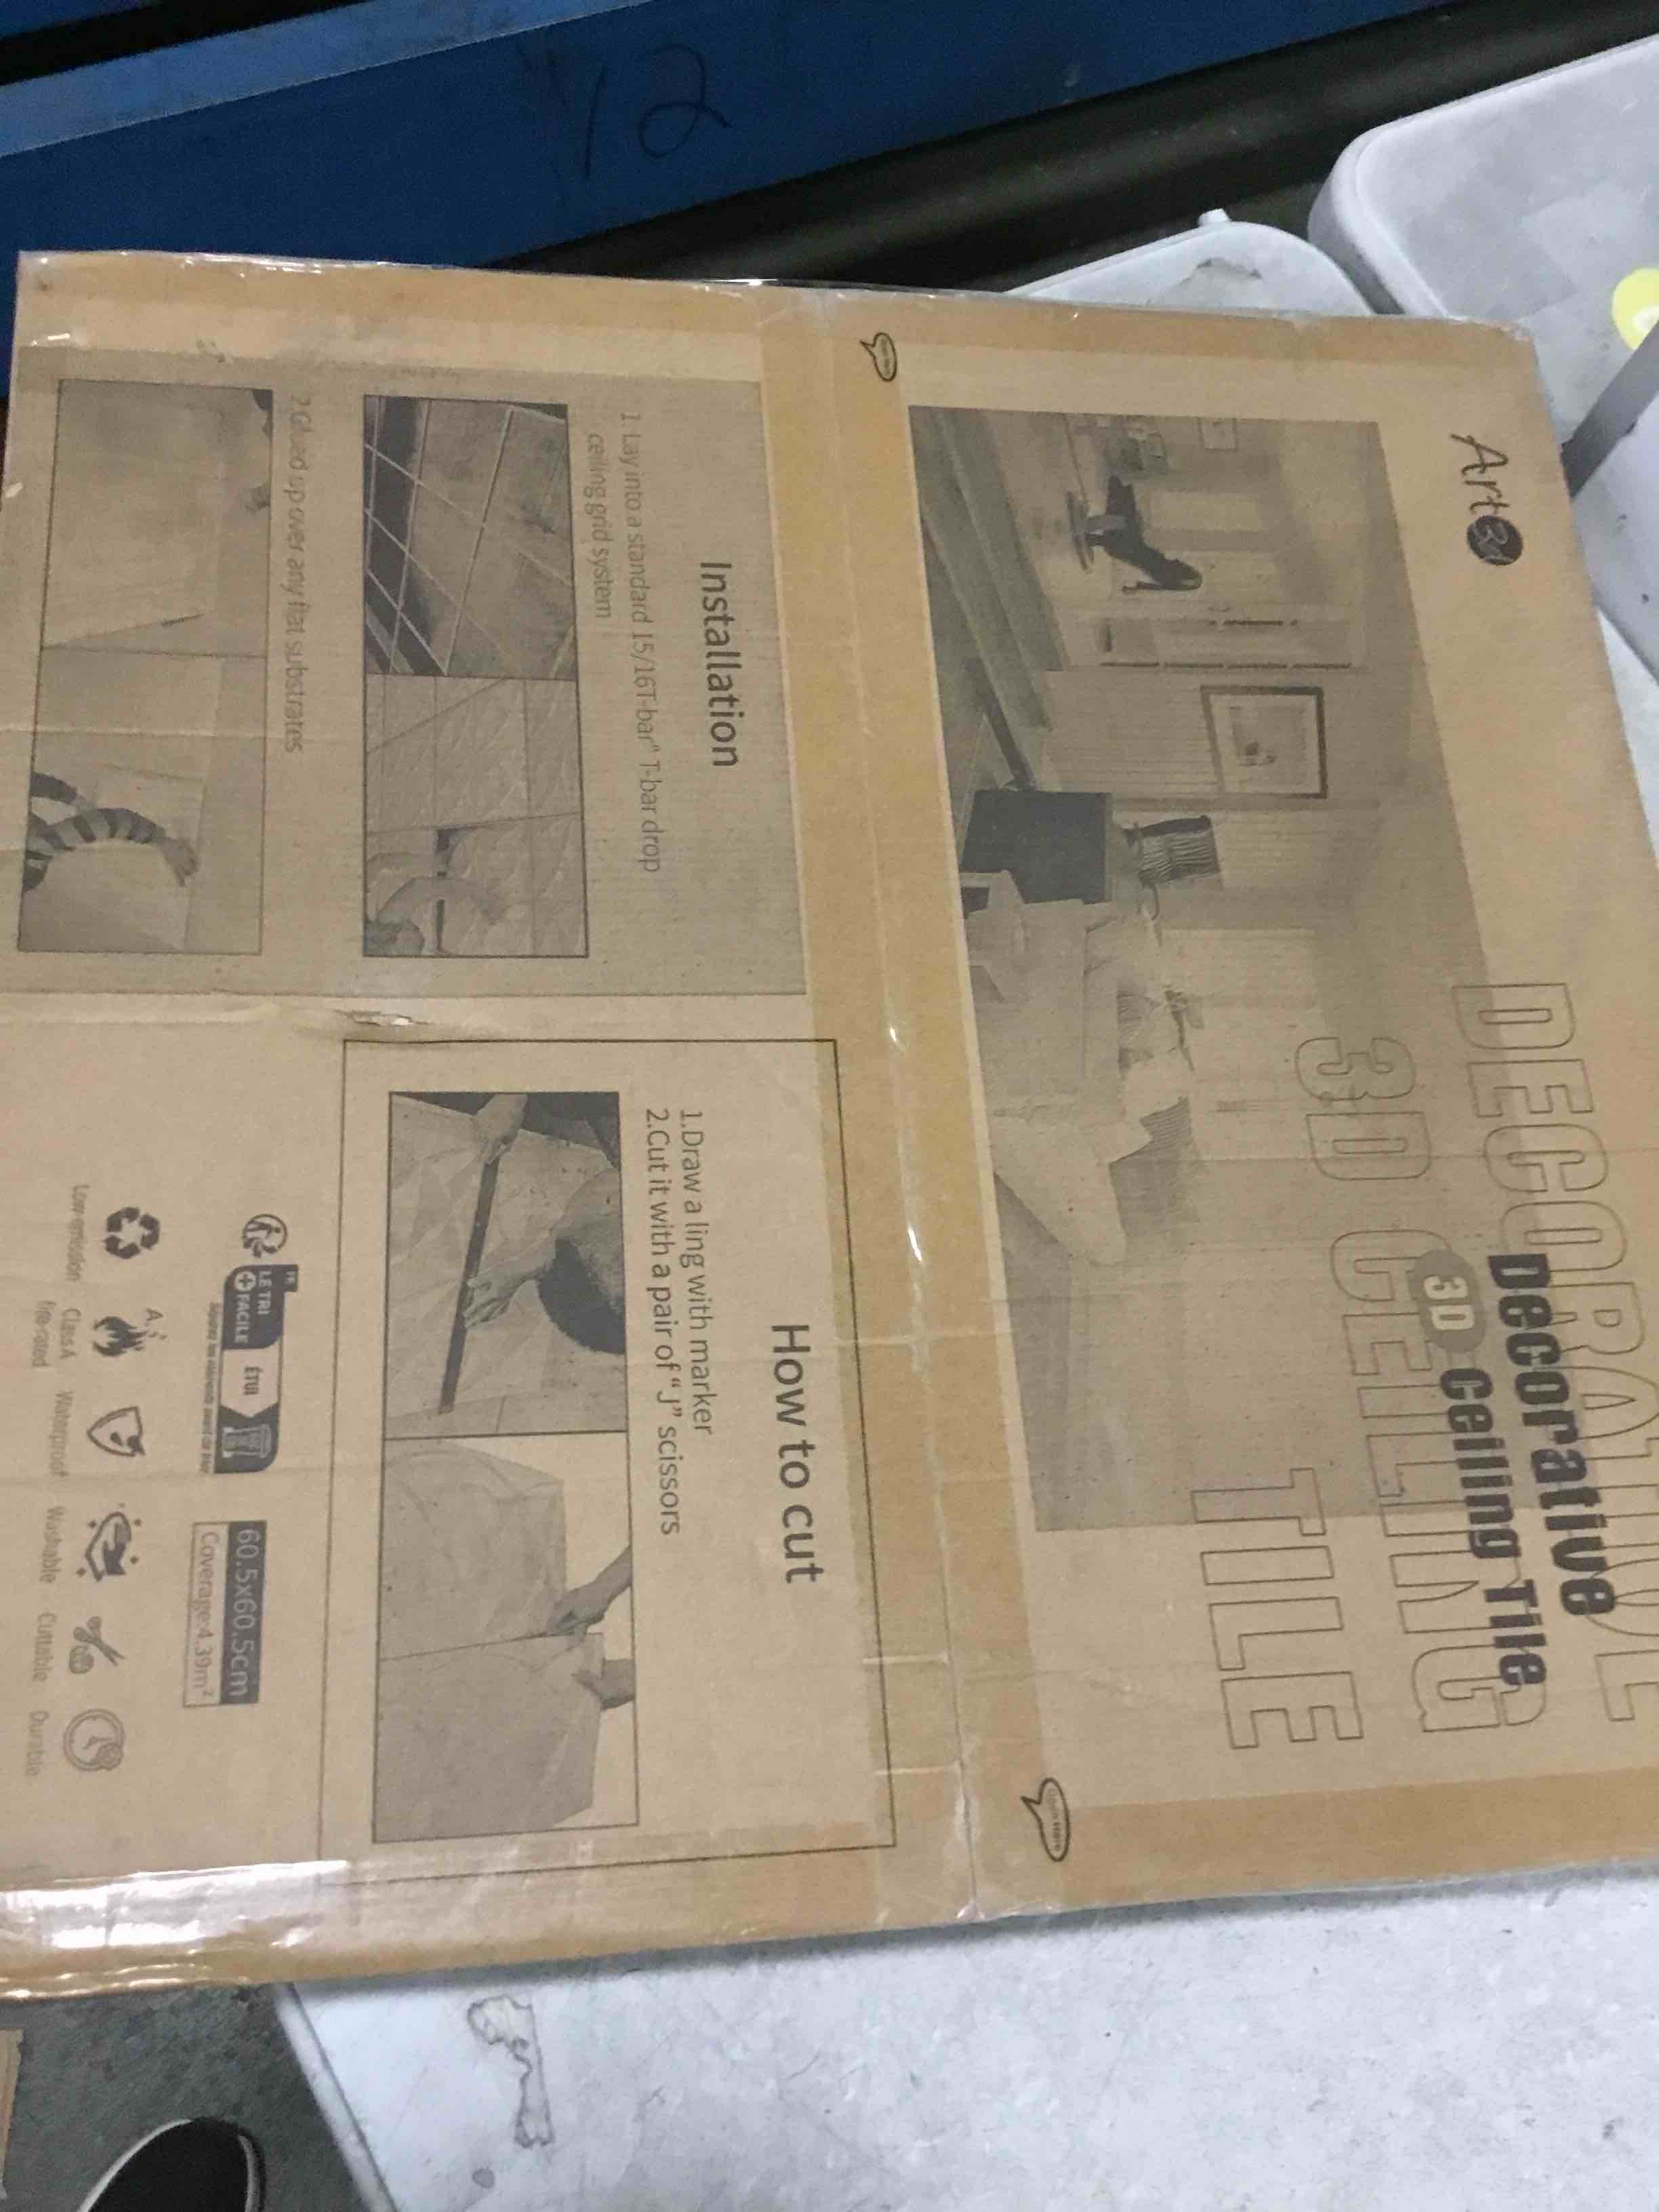 12
Art3d
DECORATIVE
3D CEILING
TILE
Decorative
3D Ceiling Tile
Installation
1. Lay into a standard 15/16T-bar" T-bar drop
ceiling grid system
2.Glued up over any flat substrates
How to cut
1.Draw a ling with marker
2.Cut it with a pair of “J” scissors
FR
LE TRI
+ FACILE
ÉTUI
60.5x60.5cm
Coverage:4.39m²
Low-emission
Class A
fire-rated
Waterproof
Washable
Cuttable
Durable